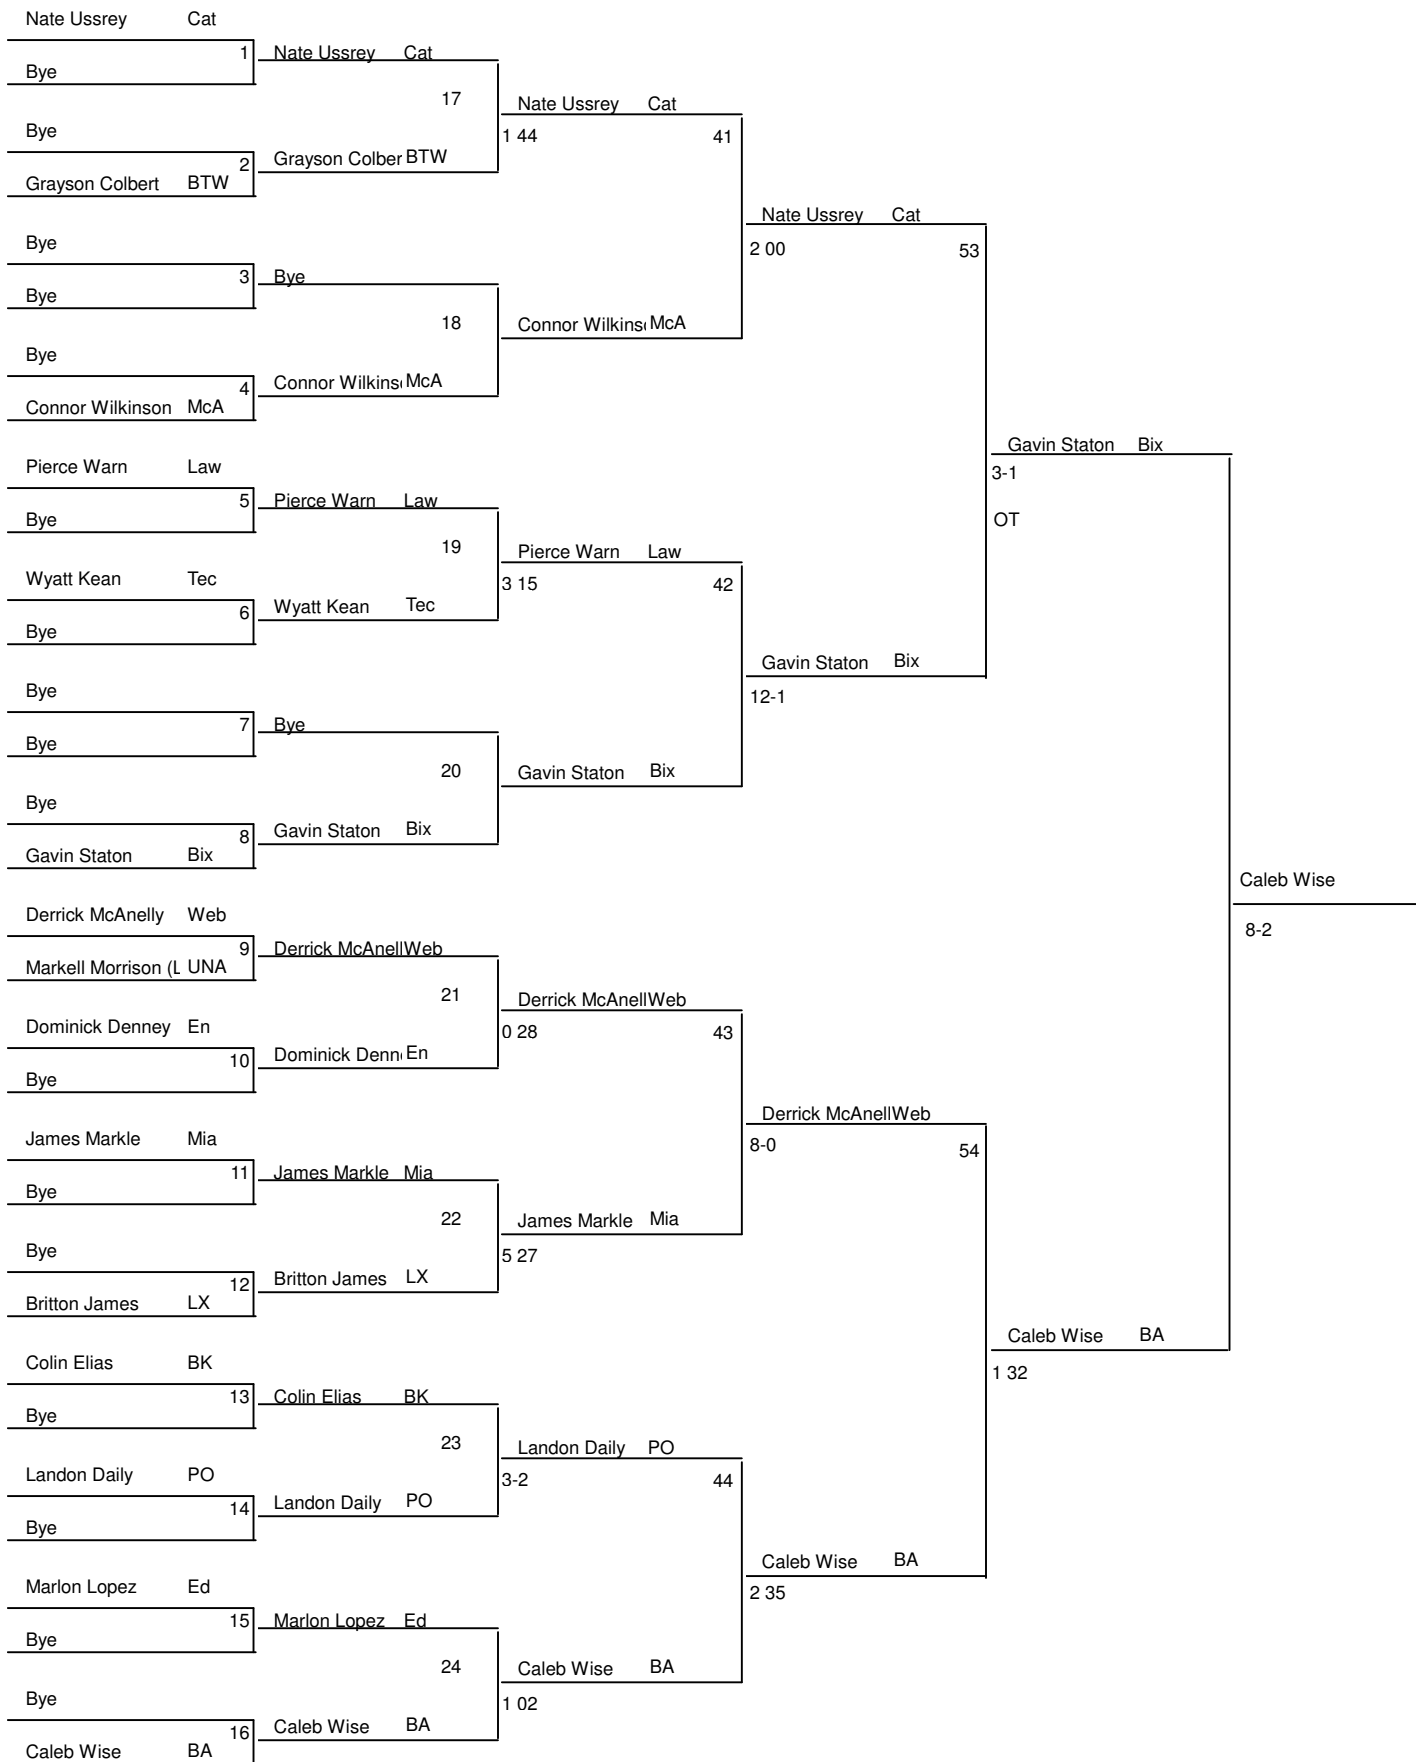 Nate Ussrey Cat
1 Nate Ussrey Cat
Bye
17 Nate Ussrey Cat
Bye
1 44 41
2 Grayson Colber BTW
Grayson Colbert BTW
Nate Ussrey Cat
Bye
2 00 53
3 Bye
Bye
18 Connor Wilkins McA
Bye
4 Connor Wilkins McA
Connor Wilkinson McA
Gavin Staton Bix
Pierce Warn Law
3-1
5 Pierce Warn Law
Bye
OT
19 Pierce Warn Law
Wyatt Kean Tec
3 15 42
6 Wyatt Kean Tec
Bye
Gavin Staton Bix
Bye
12-1
7 Bye
Bye
20 Gavin Staton Bix
Bye
8 Gavin Staton Bix
Gavin Staton Bix
Caleb Wise
Derrick McAnelly Web
8-2
9 Derrick McAnell Web
Markell Morrison (L UNA
21 Derrick McAnell Web
Dominick Denney En
0 28 43
10 Dominick Denn En
Bye
Derrick McAnell Web
James Markle Mia
8-0 54
11 James Markle Mia
Bye
22 James Markle Mia
Bye
5 27
12 Britton James LX
Britton James LX
Caleb Wise BA
Colin Elias BK
1 32
13 Colin Elias BK
Bye
23 Landon Daily PO
Landon Daily PO
3-2 44
14 Landon Daily PO
Bye
Caleb Wise BA
Marlon Lopez Ed
2 35
15 Marlon Lopez Ed
Bye
24 Caleb Wise BA
Bye
1 02
16 Caleb Wise BA
Caleb Wise BA